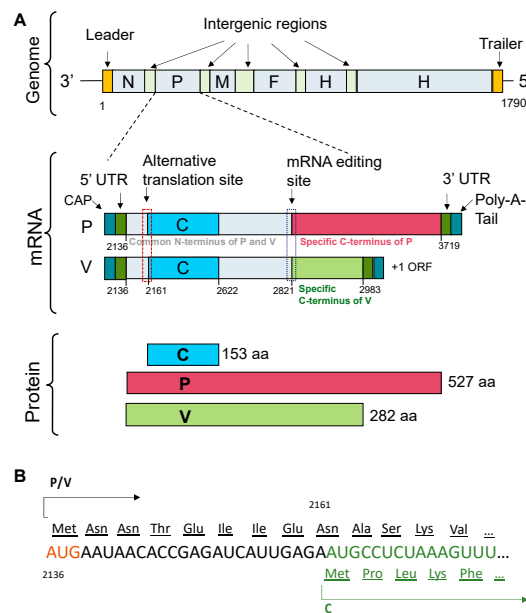 A
Genome
Leader
Intergenic regions
Trailer
3’
N
P
M
F
H
H
5
1
1790
mRNA
5’ UTR
Alternative
translation site
mRNA editing
site
3’ UTR
CAP
Poly-A-
Tail
P
C
2136
Common N-terminus of P and V
Specific C-terminus of P
3719
V
C
+1 ORF
2136
2161
2622
2821
2983
Specific
C-terminus of V
Protein
C
153 aa
P
527 aa
V
282 aa
B
P/V
2161
Met Asn Asn Thr Glu Ile Ile Glu Asn Ala Ser Lys Val ...
AUGAAUAACACCGAGAUCAUUGAGAAUGCCUCUAAAGUUU...
2136
Met Pro Leu Lys Phe ...
C